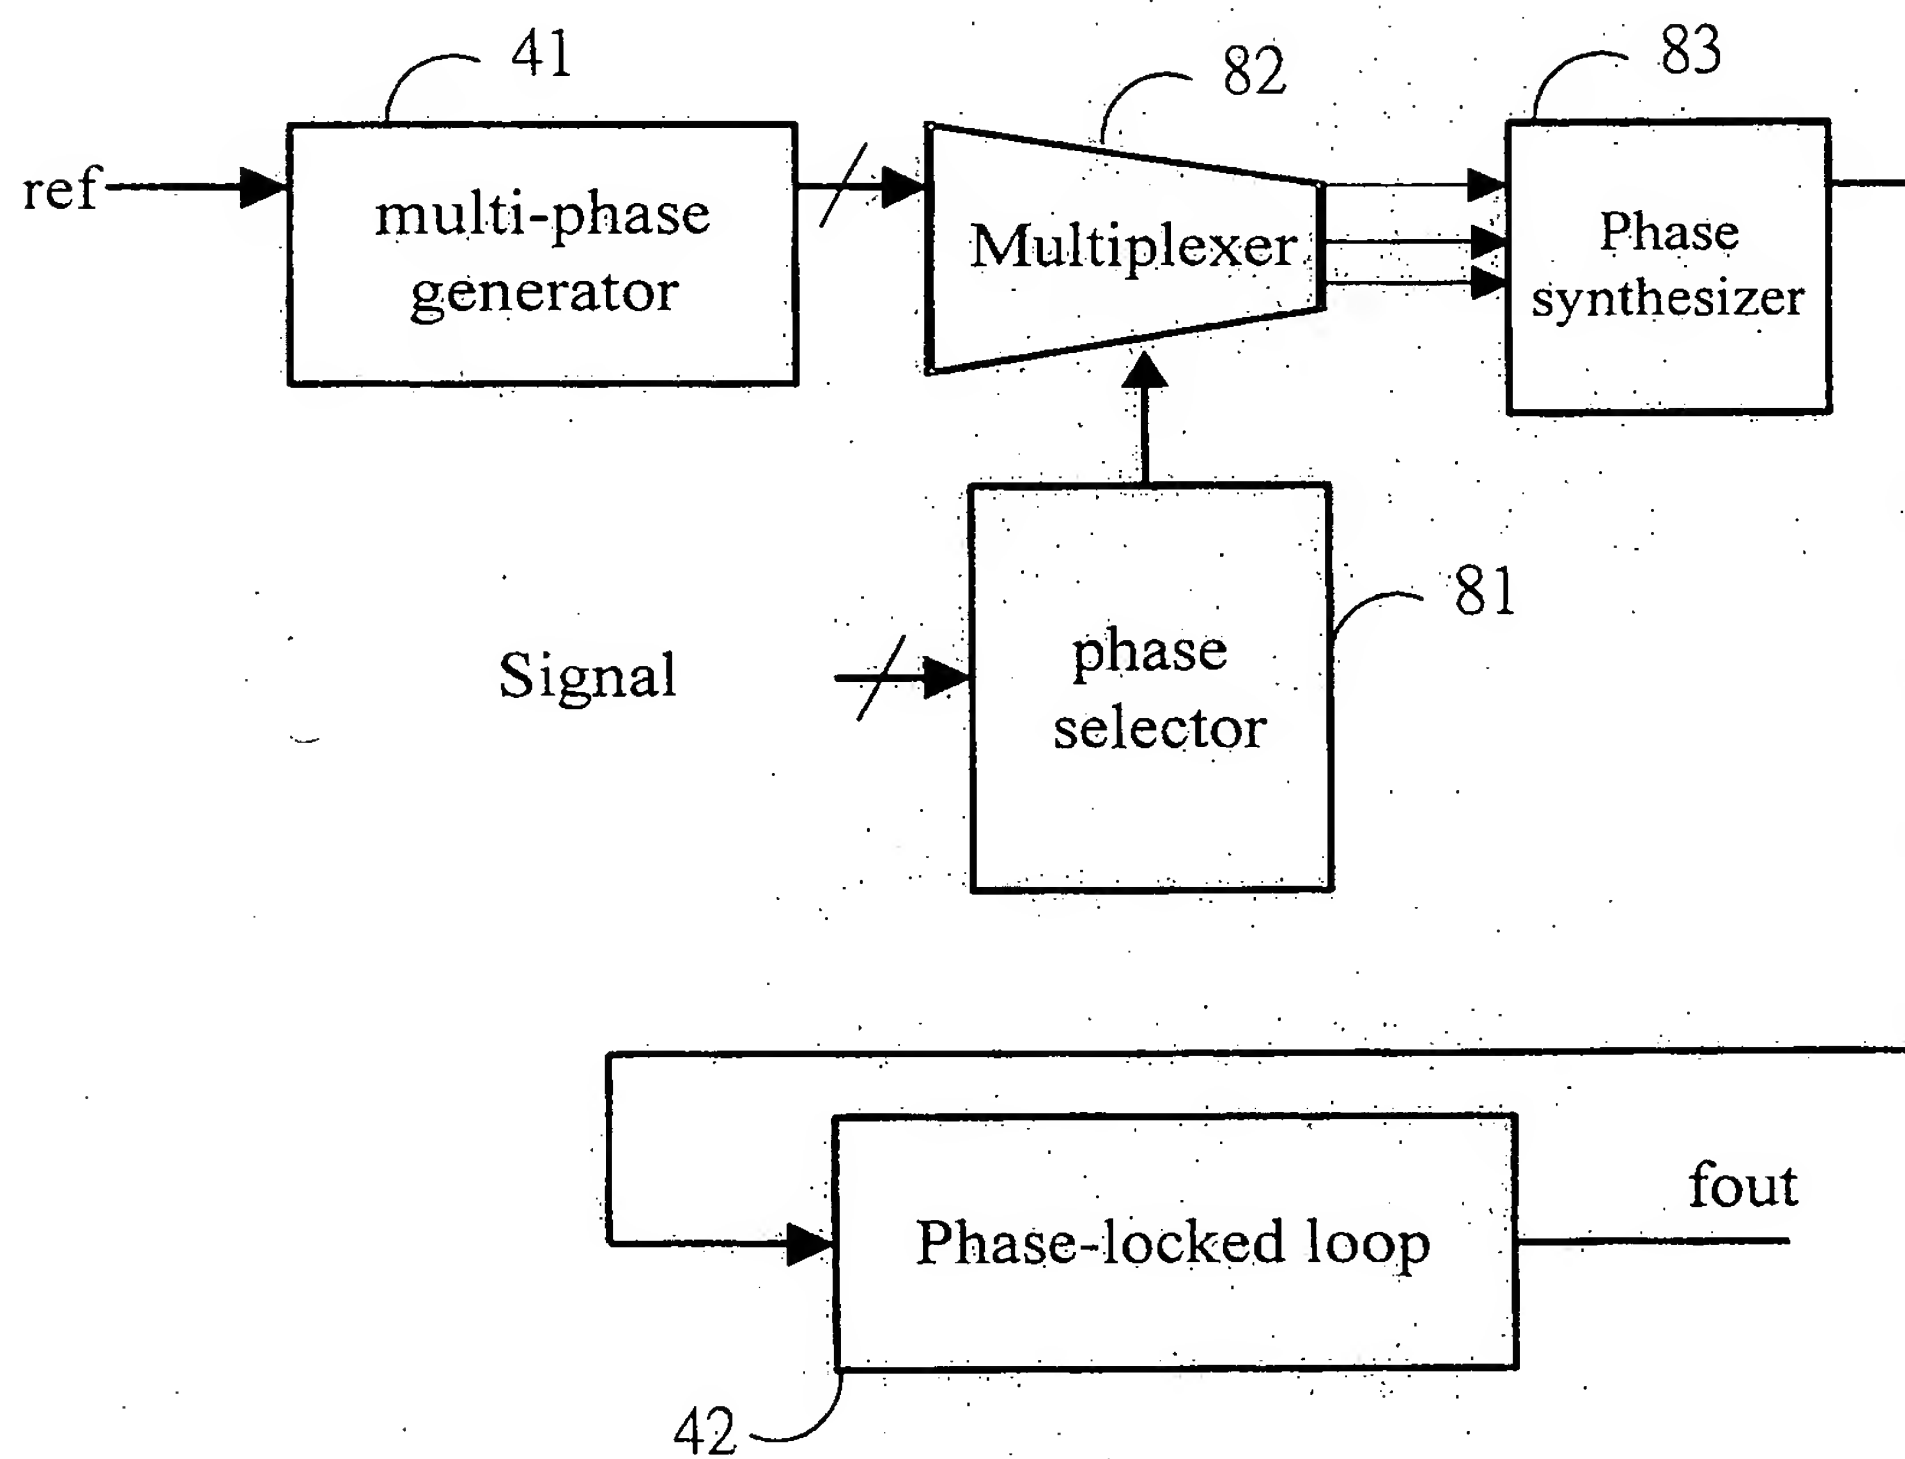 41
82
83
ref
multi-phase
generator
Multiplexer
Phase
synthesizer
81
Signal
phase
selector
fout
Phase-locked loop
42